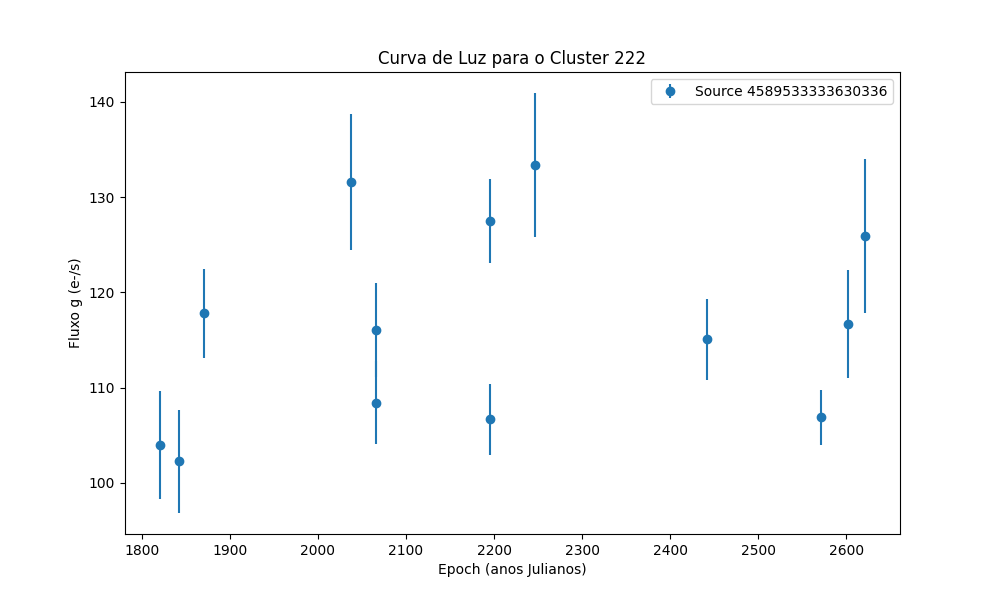 Curva de Luz para o Cluster 222
Source 4589533333630336
140
130
120
110
100
Fluxo g (e-/s)
1800 1900 2000 2100 2200 2300 2400 2500 2600
Epoch (anos Julianos)